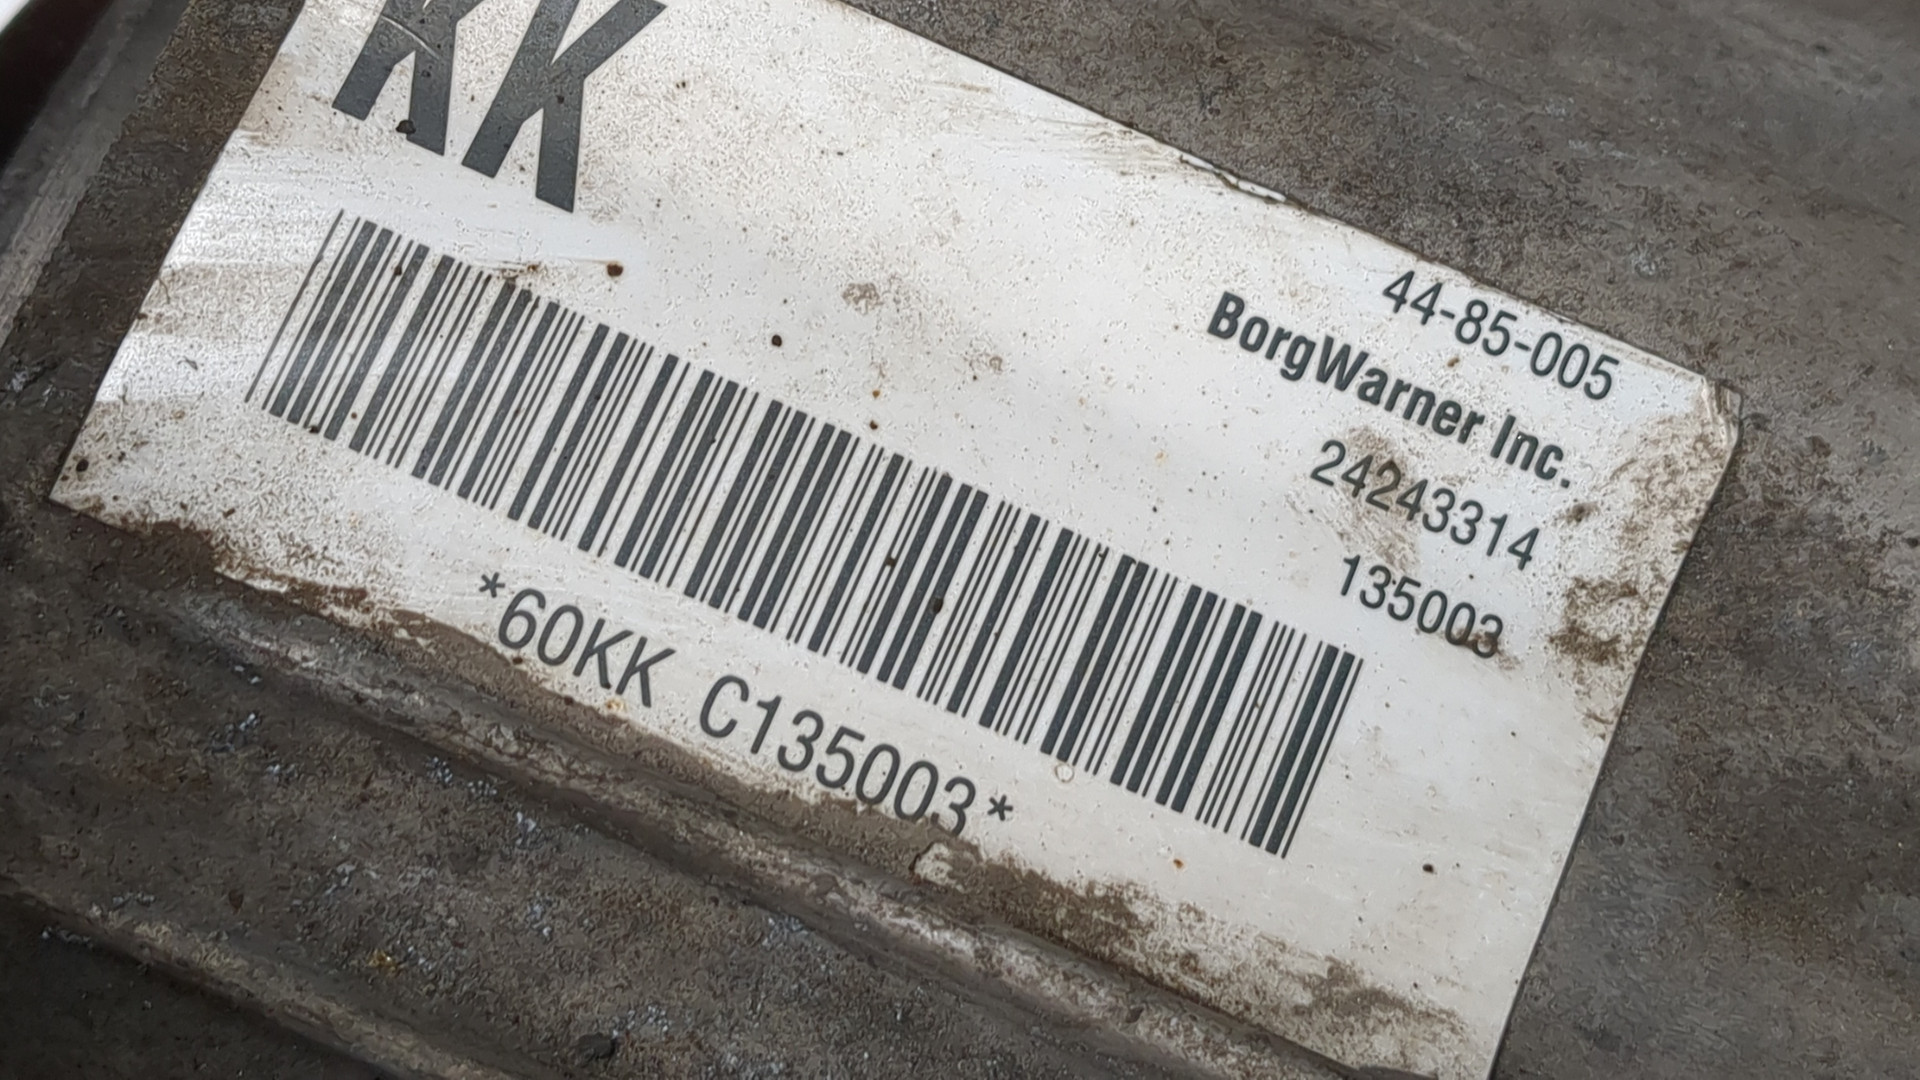 KK
44-85-005
BorgWarner Inc.
24243314
135003
*60KK C135003*